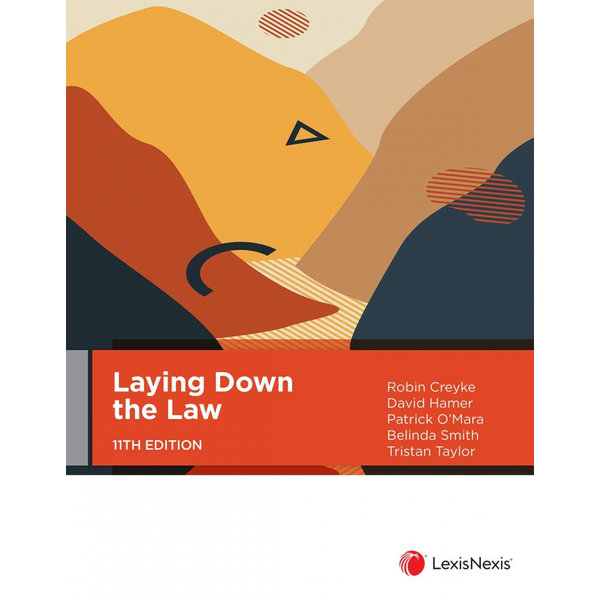 Laying Down
the Law
11TH EDITION
Robin Creyke
David Hamer
Patrick O'Mara
Belinda Smith
Tristan Taylor
LexisNexis®